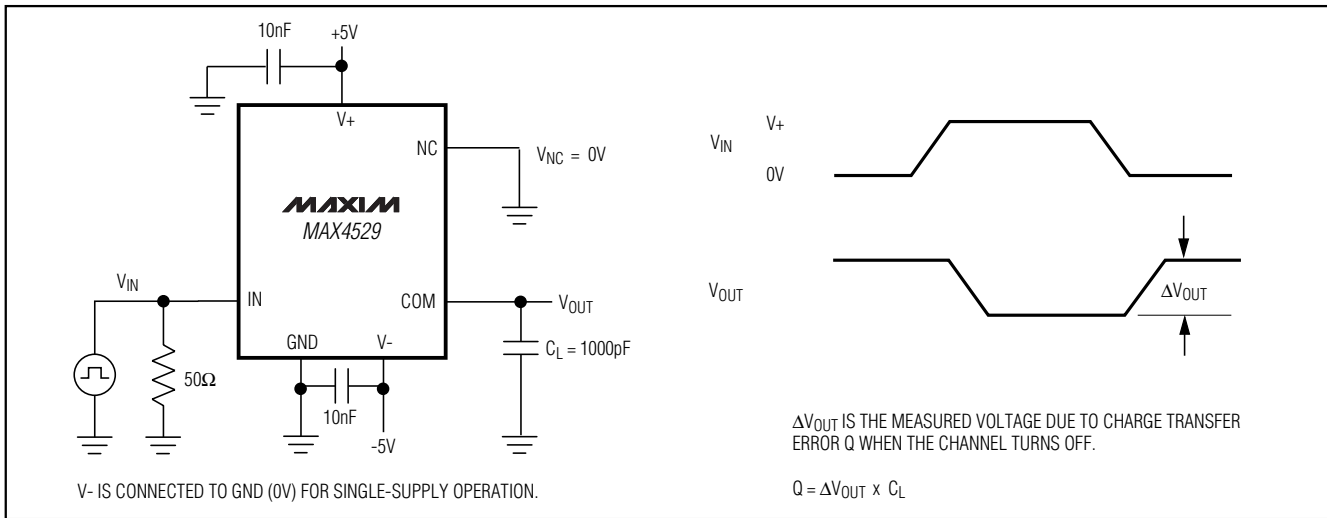 10nF
+5V
V+
NC
V_NC = 0V
MAXIM
MAX4529
V_IN
IN
COM
V_OUT
GND
V-
C_L = 1000pF
50Ω
10nF
-5V
V- IS CONNECTED TO GND (0V) FOR SINGLE-SUPPLY OPERATION.
V_IN
V+
0V
V_OUT
ΔV_OUT
ΔV_OUT IS THE MEASURED VOLTAGE DUE TO CHARGE TRANSFER
ERROR Q WHEN THE CHANNEL TURNS OFF.
Q = ΔV_OUT x C_L